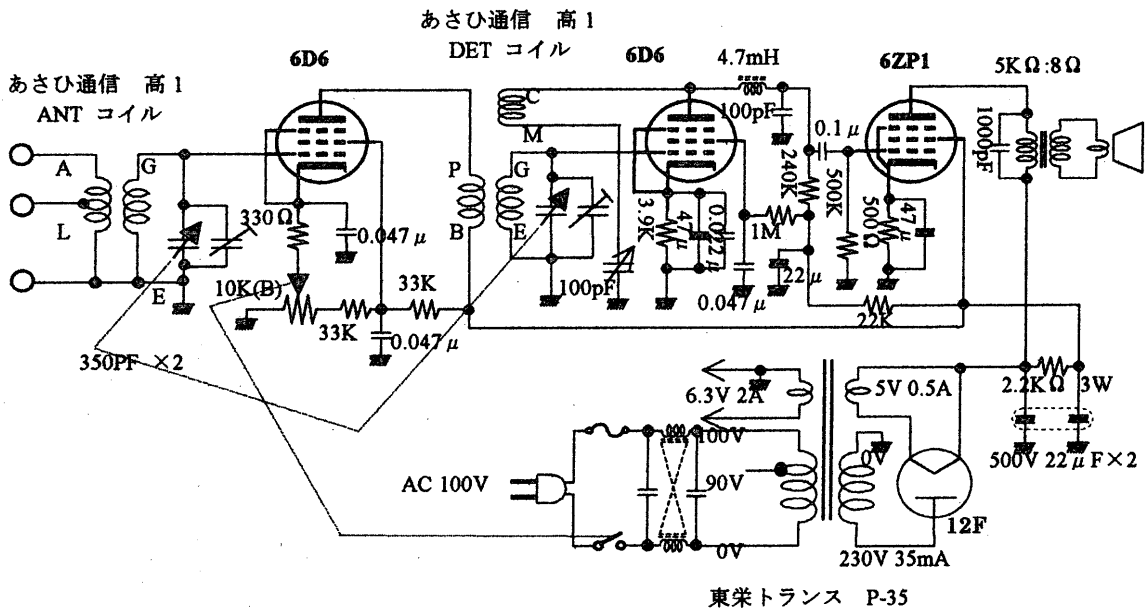 あさひ通信 高1
DET コイル
あさひ通信 高1
ANT コイル
6D6
6D6
6ZP1
4.7mH
5KΩ:8Ω
100pF
0.1μ
1000pF
A
G
L
E
330Ω
0.047μ
10K(B)
33K
33K
0.047μ
350PF ×2
C
M
P
G
B
E
100pF
3.9K
47μ
0.022μ
0.047μ
1M
240K
22μ
500K
500Ω
47μ
22K
2.2KΩ
3W
500V 22μF×2
6.3V 2A
5V 0.5A
100V
90V
0V
0V
AC 100V
12F
230V 35mA
東栄トランス P-35